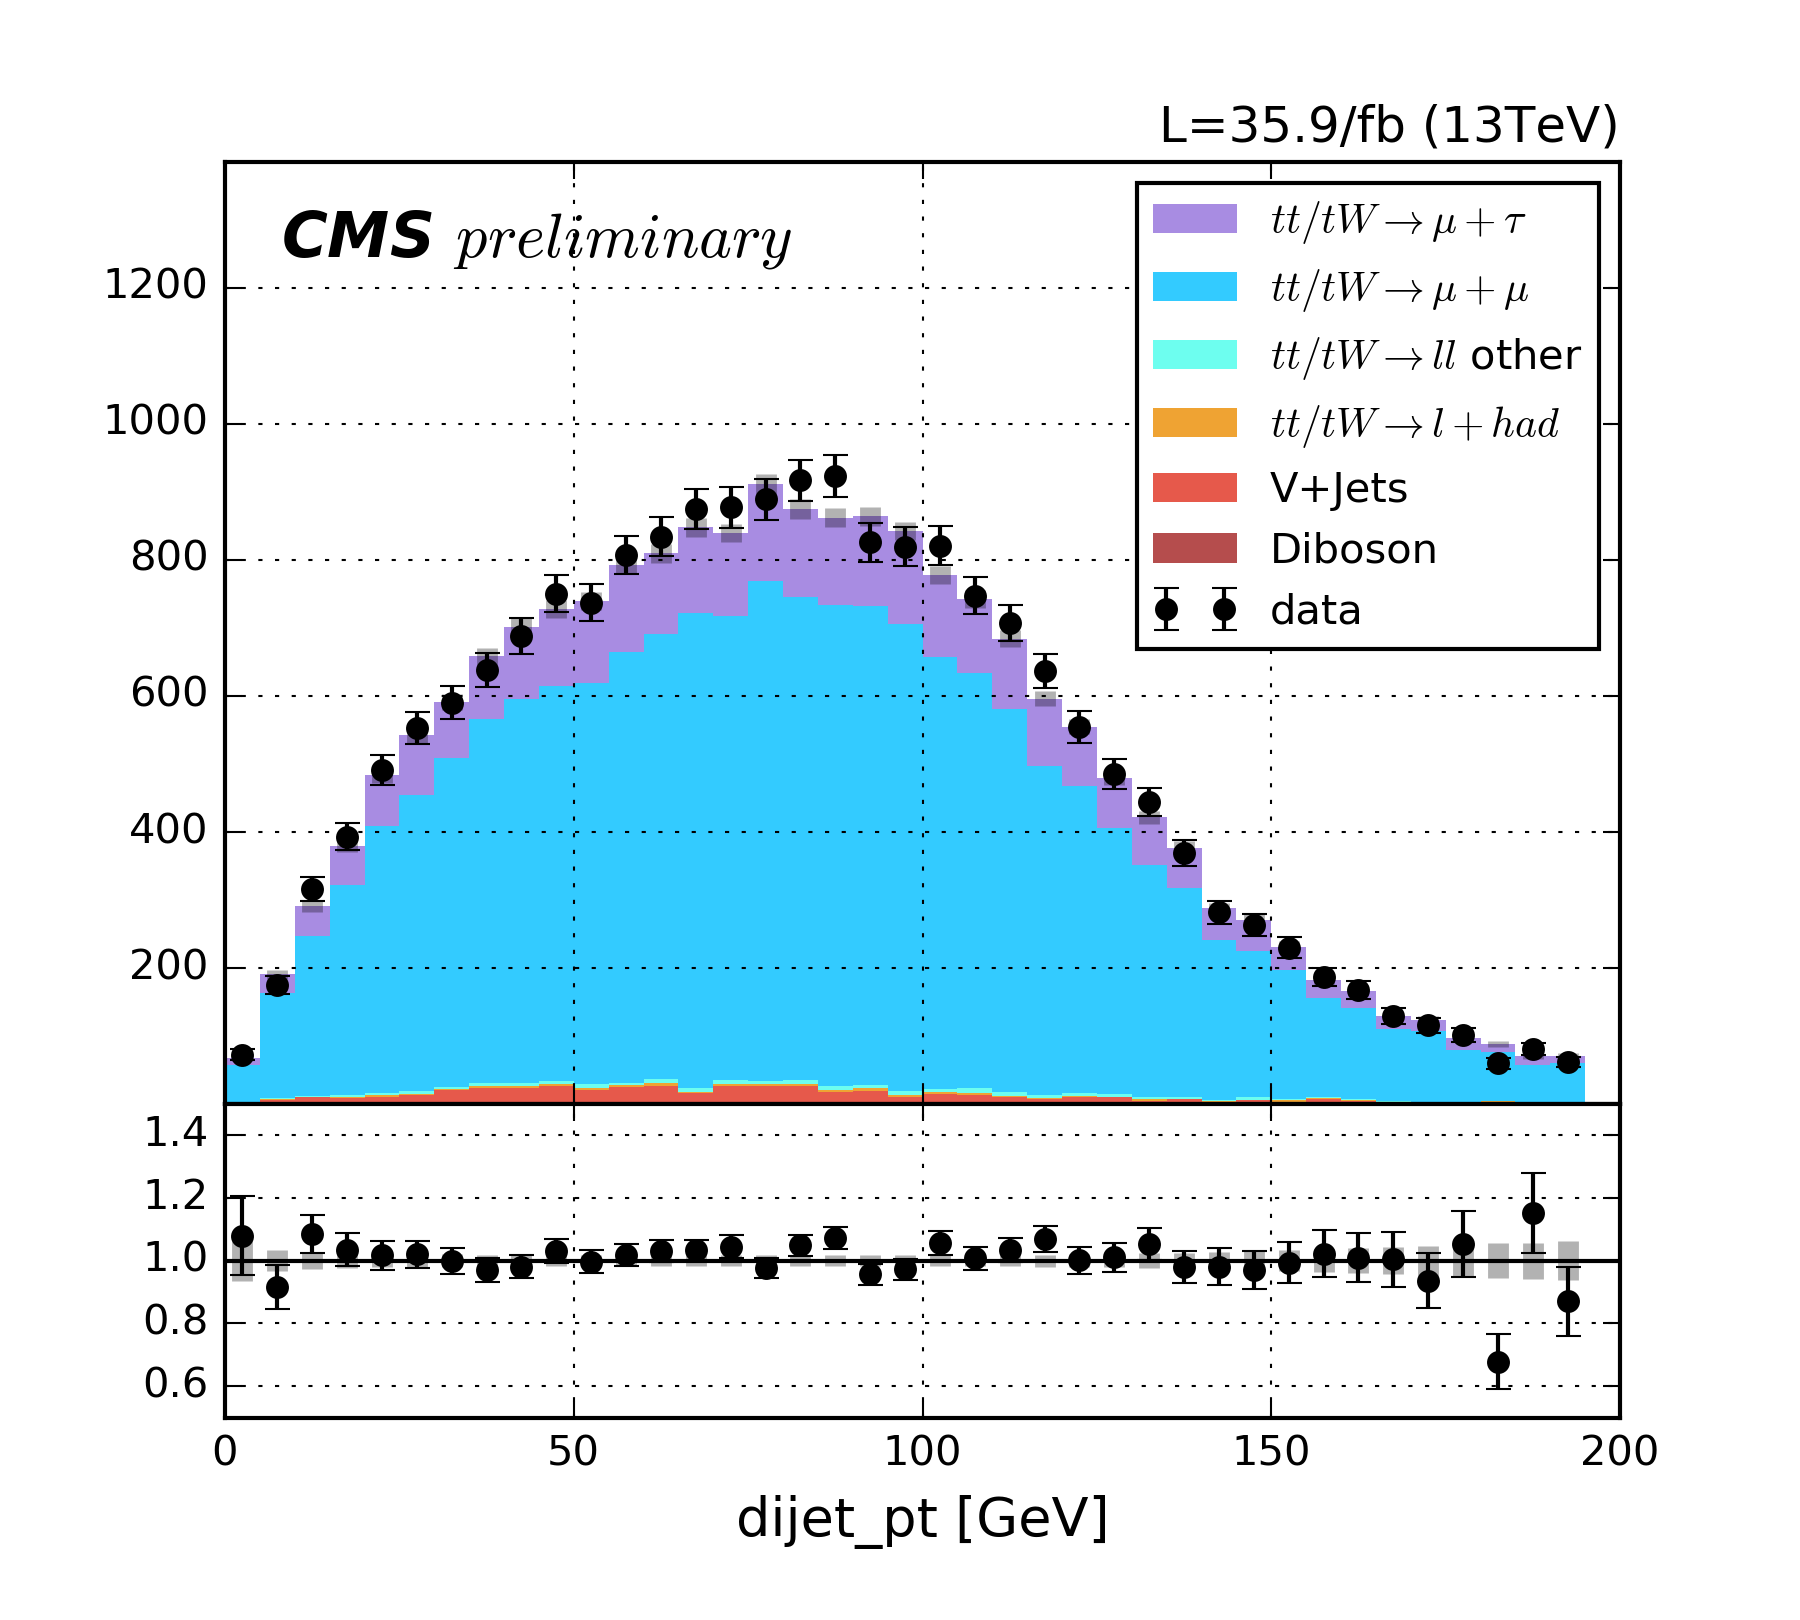 L=35.9/fb (13TeV)
CMS preliminary
tt/tW→μ+τ
tt/tW→μ+μ
tt/tW→ll other
tt/tW→l+had
V+Jets
Diboson
data
1200
1000
800
600
400
200
1.4
1.2
1.0
0.8
0.6
0 50 100 150 200
dijet_pt [GeV]